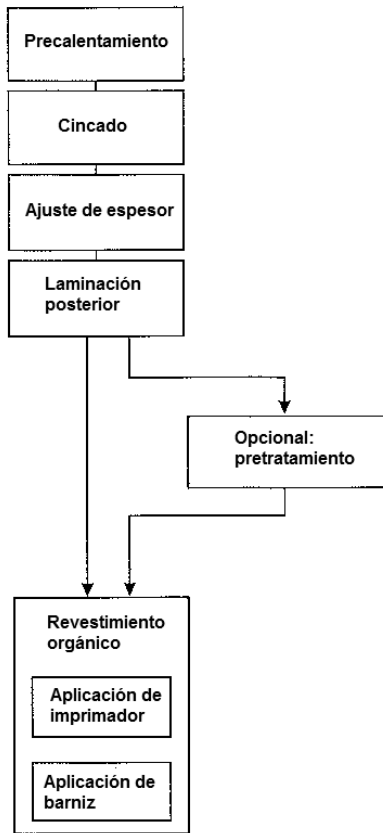 Precalentamiento
Cincado
Ajuste de espesor
Laminación
posterior
Opcional:
pretratamiento
Revestimiento
orgánico
Aplicación de
imprimador
Aplicación de
barniz